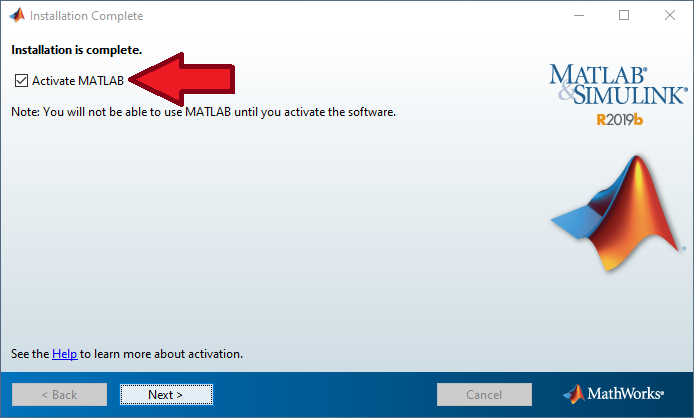 Installation Complete
Installation is complete.
Activate MATLAB
Note: You will not be able to use MATLAB until you activate the software.
MATLAB®
&SIMULINK®
R2019b
®
See the Help to learn more about activation.
< Back
Next >
Cancel
MathWorks®